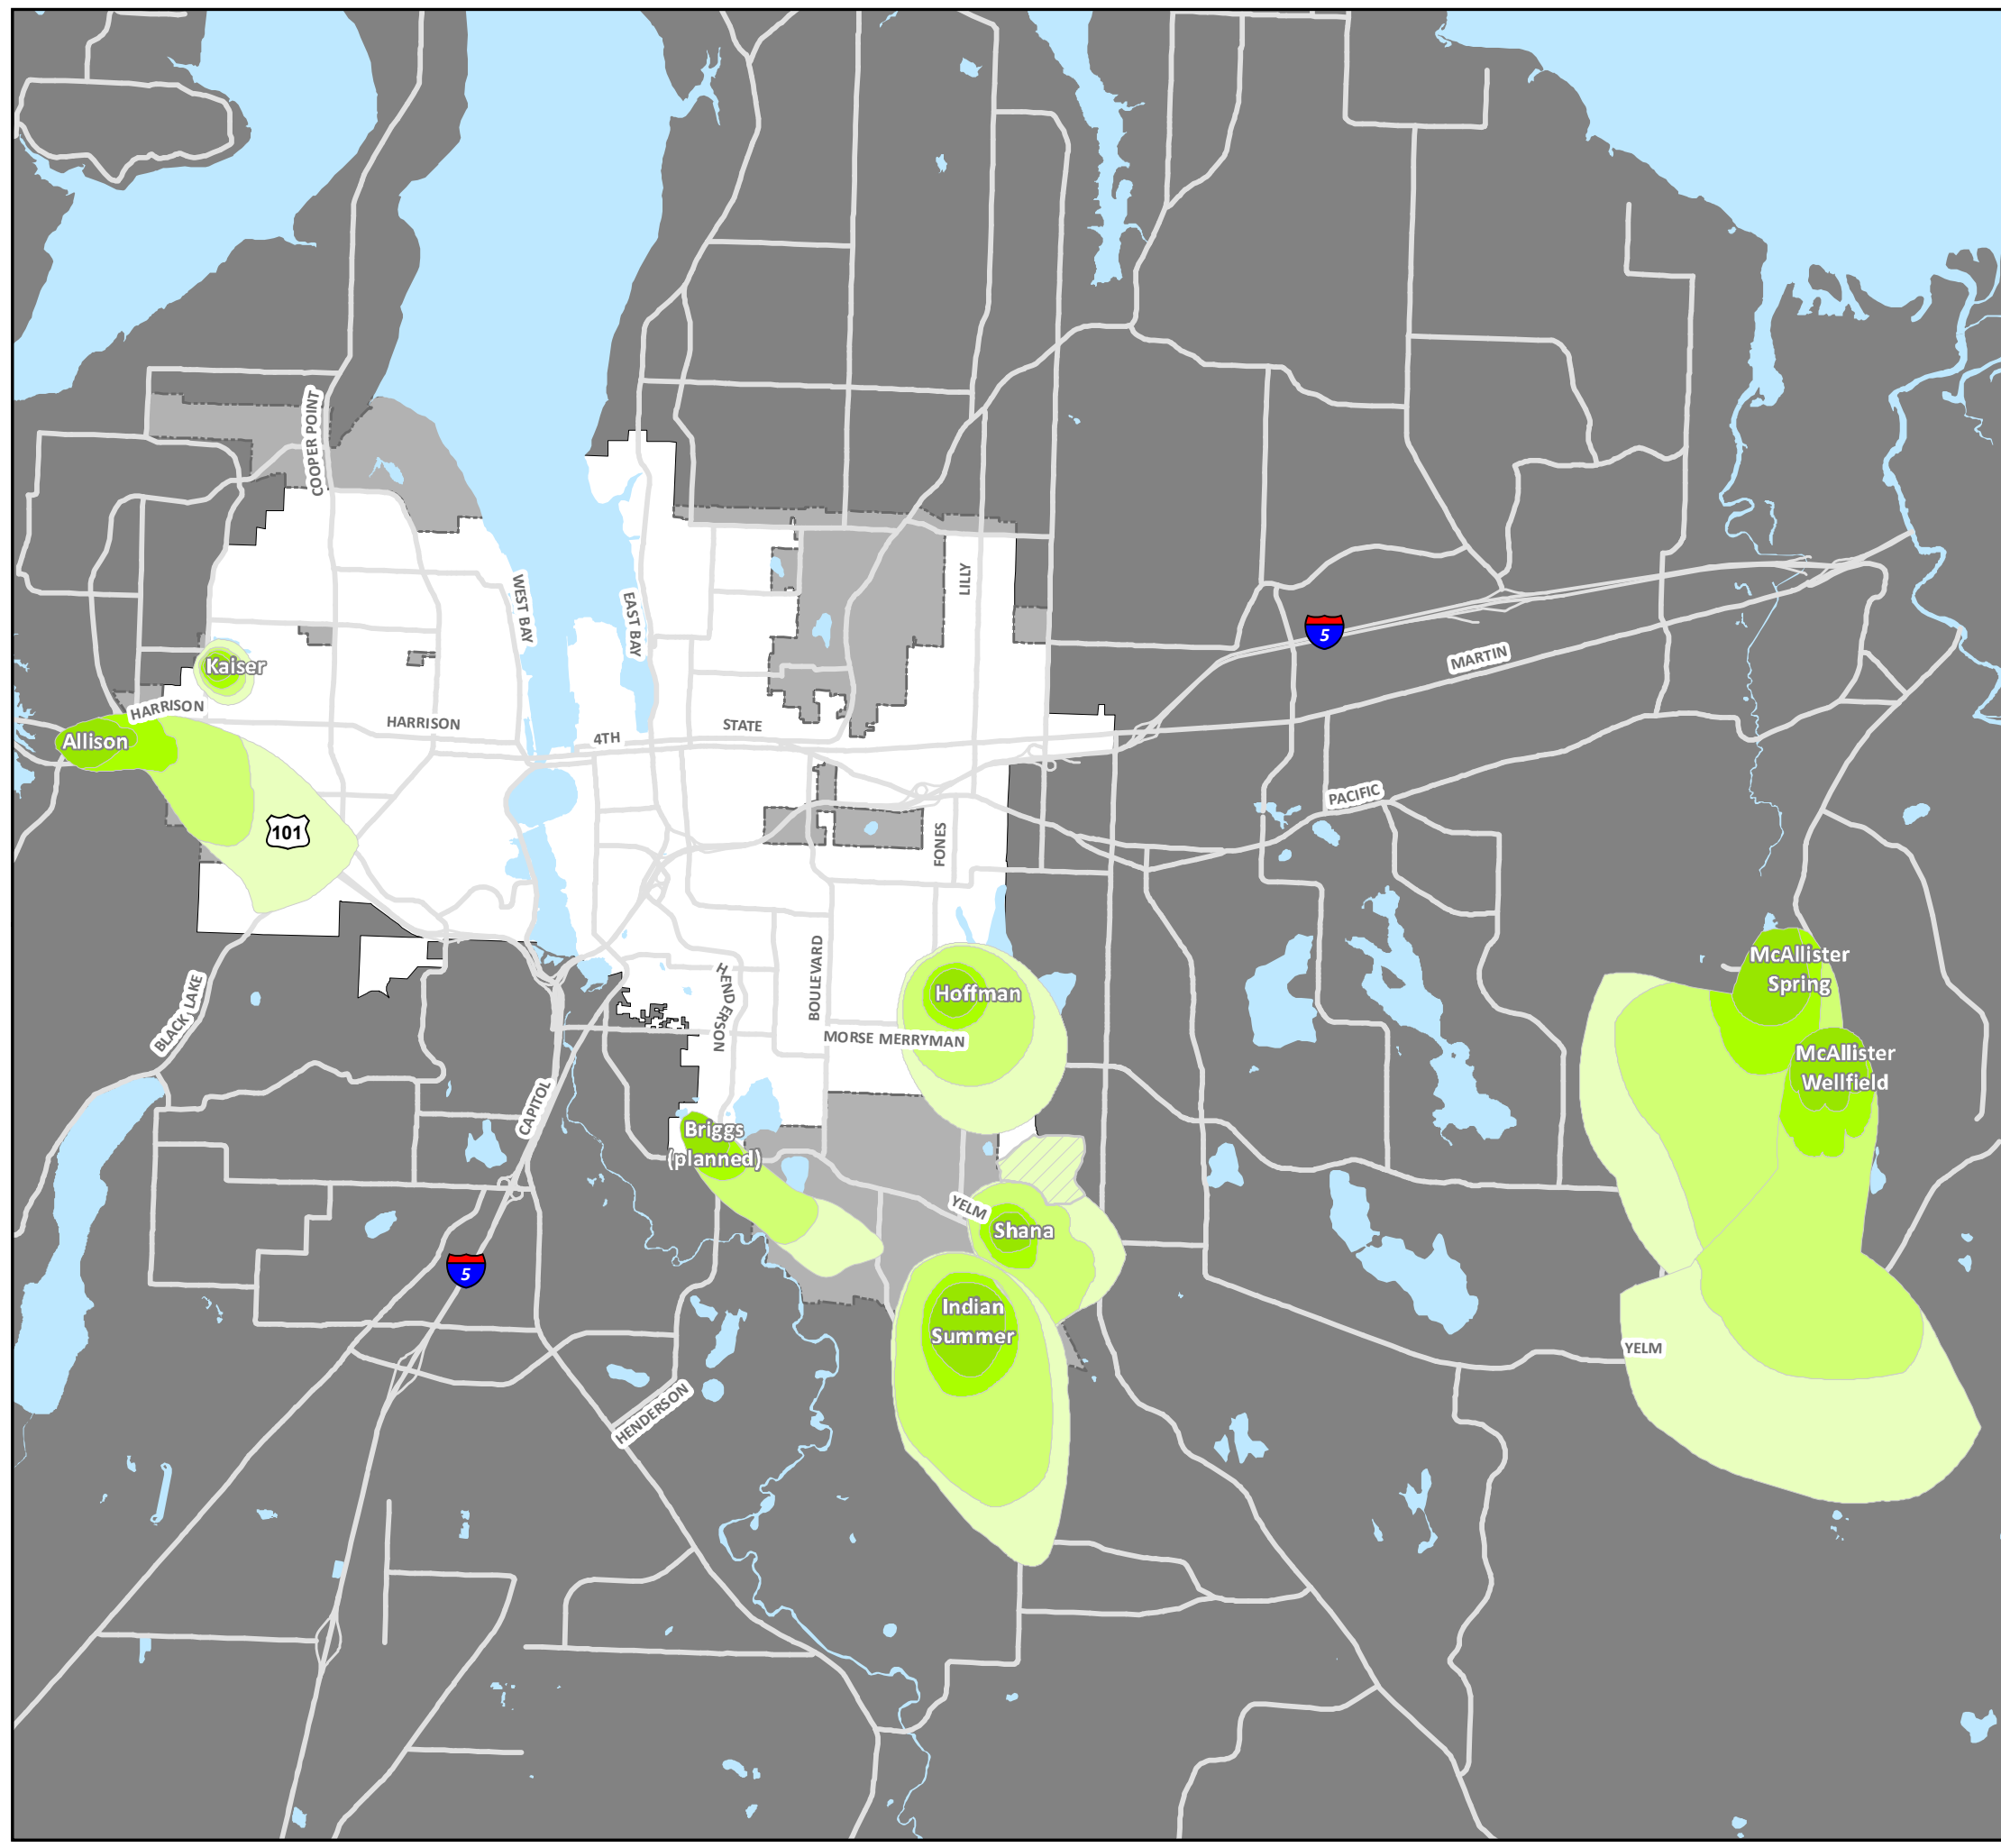 COOPER POINT
WEST BAY
EAST BAY
LILLY
5
Kaiser
MARTIN
HARRISON
HARRISON
STATE
4TH
Allison
PACIFIC
101
FONES
BOULEVARD
HENDERSON
McAllister
Spring
Hoffman
BLACK LAKE
MORSE MERRYMAN
McAllister
Wellfield
CAPITOL
Briggs
(planned)
YELM
Shana
5
Indian
Summer
YELM
HENDERSON